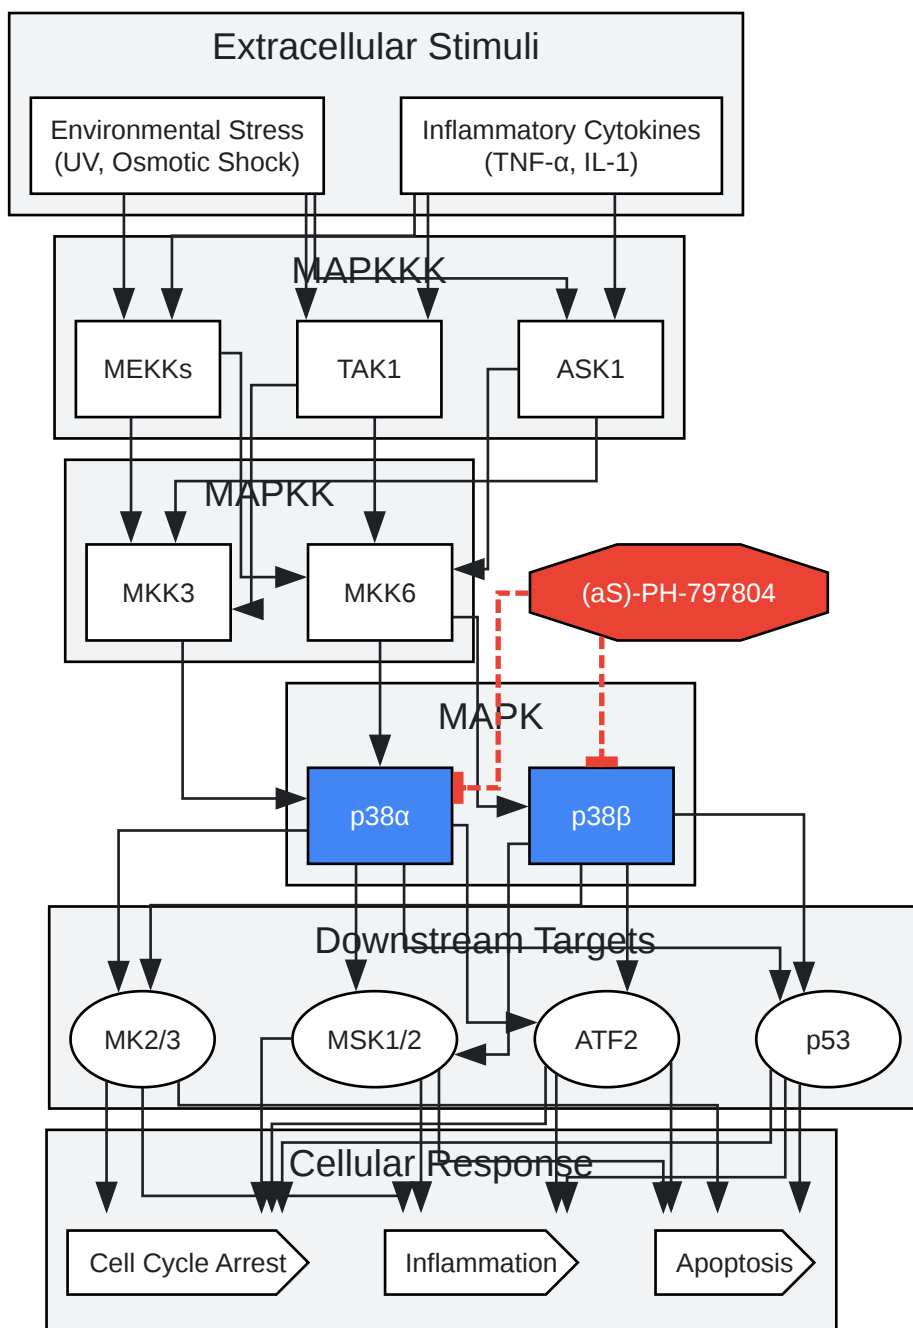 Extracellular Stimuli
Environmental Stress
(UV, Osmotic Shock)
Inflammatory Cytokines
(TNF-α, IL-1)
MAPKKK
MEKKs
TAK1
ASK1
MAPKK
MKK3
MKK6
(aS)-PH-797804
MAPK
p38α
p38β
Downstream Targets
MK2/3
MSK1/2
ATF2
p53
Cellular Response
Cell Cycle Arrest
Inflammation
Apoptosis